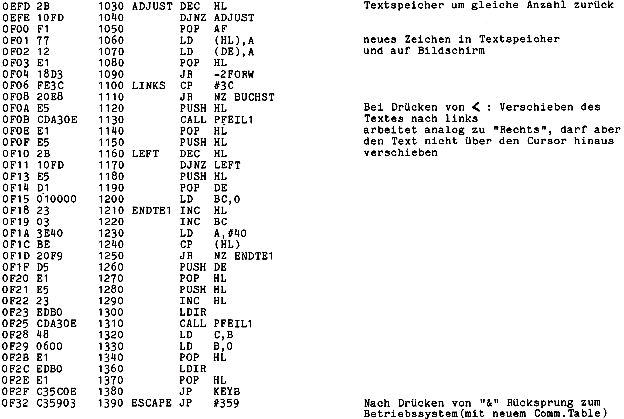 0EFD 2B 1030 ADJUST DEC HL Textspeicher um gleiche Anzahl zurück
0EFE 10FD 1040 DJNZ ADJUST
0F00 F1 1050 POP AF
0F01 77 1060 LD (HL),A neues Zeichen in Textspeicher
0F02 12 1070 LD (DE),A und auf Bildschirm
0F03 E1 1080 POP HL
0F04 18D3 1090 JR -2FORW
0F06 FE3C 1100 LINKS CP #3C
0F08 20E8 1110 JR NZ BUCHST
0F0A E5 1120 PUSH HL Bei Drücken von < : Verschieben des
0F0B CDA30E 1130 CALL PFEIL1 Textes nach links
0F0E E1 1140 POP HL arbeitet analog zu "Rechts", darf aber
0F0F E5 1150 PUSH HL den Text nicht über den Cursor hinaus
0F10 2B 1160 LEFT DEC HL verschieben
0F11 10FD 1170 DJNZ LEFT
0F13 E5 1180 PUSH HL
0F14 D1 1190 POP DE
0F15 010000 1200 LD BC,0
0F18 23 1210 ENDTE1 INC HL
0F19 03 1220 INC BC
0F1A 3E40 1230 LD A,#40
0F1C BE 1240 CP (HL)
0F1D 20F9 1250 JR NZ ENDTE1
0F1F D5 1260 PUSH DE
0F20 E1 1270 POP HL
0F21 E5 1280 PUSH HL
0F22 23 1290 INC HL
0F23 EDB0 1300 LDIR
0F25 CDA30E 1310 CALL PFEIL1
0F28 48 1320 LD C,B
0F29 0600 1330 LD B,0
0F2B E1 1340 POP HL
0F2C EDB0 1360 LDIR
0F2E E1 1370 POP HL
0F2F C35C0E 1380 JP KEYB
0F32 C35903 1390 ESCAPE JP #359 Nach Drücken von "&" Rücksprung zum
Betriebssystem(mit neuem Comm.Table)